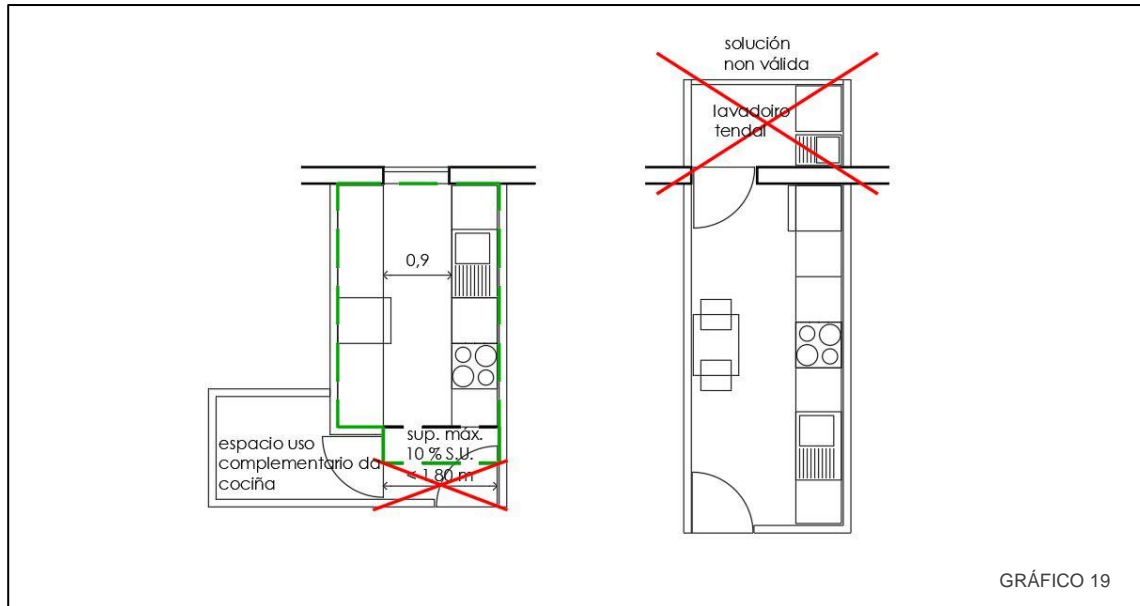 solución
non válida
lavadoiro
tendal
0,9
espacio uso
complementario da
cociña
sup. máx.
10 % S.U.
< 1,80 m
GRÁFICO 19